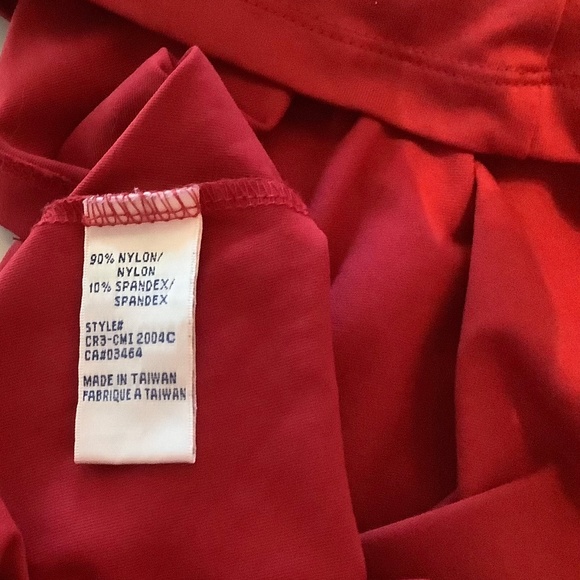 90% NYLON/
NYLON
10% SPANDEX/
SPANDEX
STYLE#
CR3-CMI 2004C
CA#03464
MADE IN TAIWAN
FABRIQUE A TAIWAN